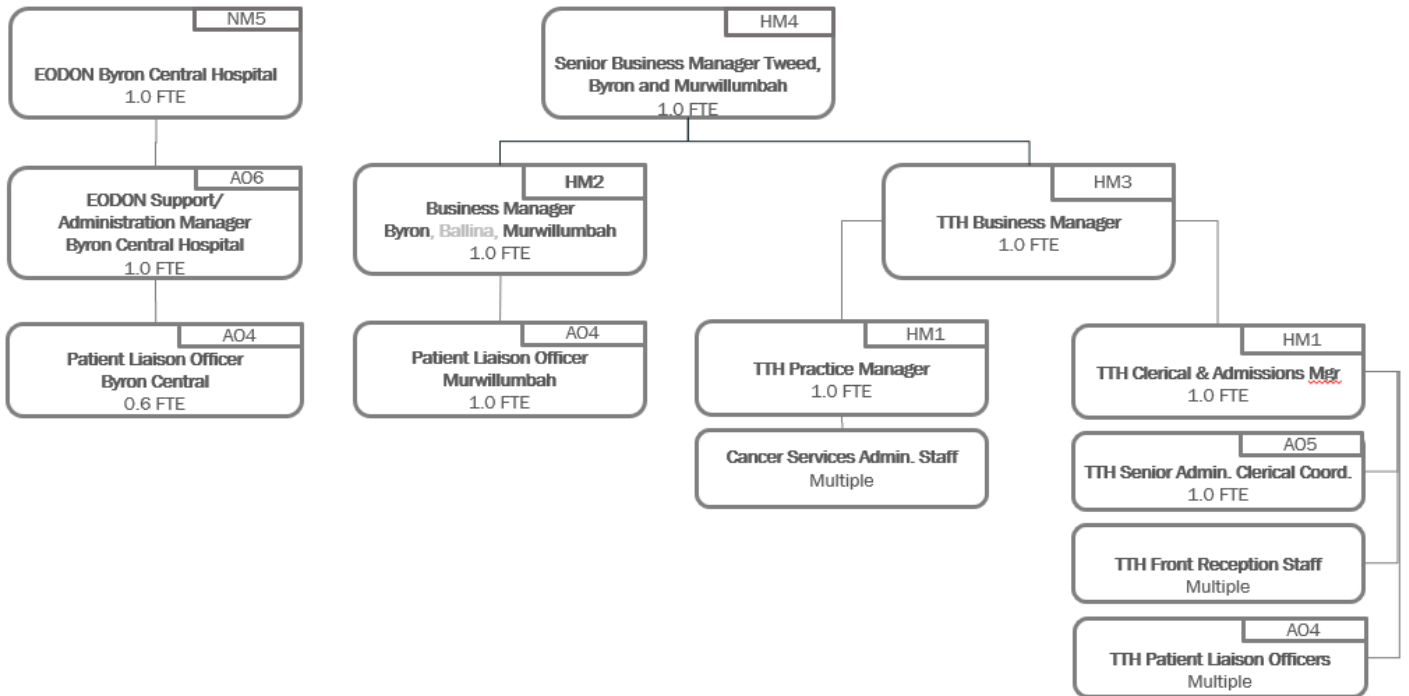 NM5
EODON Byron Central Hospital
1.0 FTE
AO6
EODON Support/
Administration Manager
Byron Central Hospital
1.0 FTE
AO4
Patient Liaison Officer
Byron Central
0.6 FTE
HM4
Senior Business Manager Tweed,
Byron and Murwillumbah
1.0 FTE
HM2
Business Manager
Byron, Ballina, Murwillumbah
1.0 FTE
AO4
Patient Liaison Officer
Murwillumbah
1.0 FTE
HM3
TTH Business Manager
1.0 FTE
HM1
TTH Practice Manager
1.0 FTE
Cancer Services Admin. Staff
Multiple
HM1
TTH Clerical & Admissions Mgr
1.0 FTE
AO5
TTH Senior Admin. Clerical Coord.
1.0 FTE
TTH Front Reception Staff
Multiple
AO4
TTH Patient Liaison Officers
Multiple